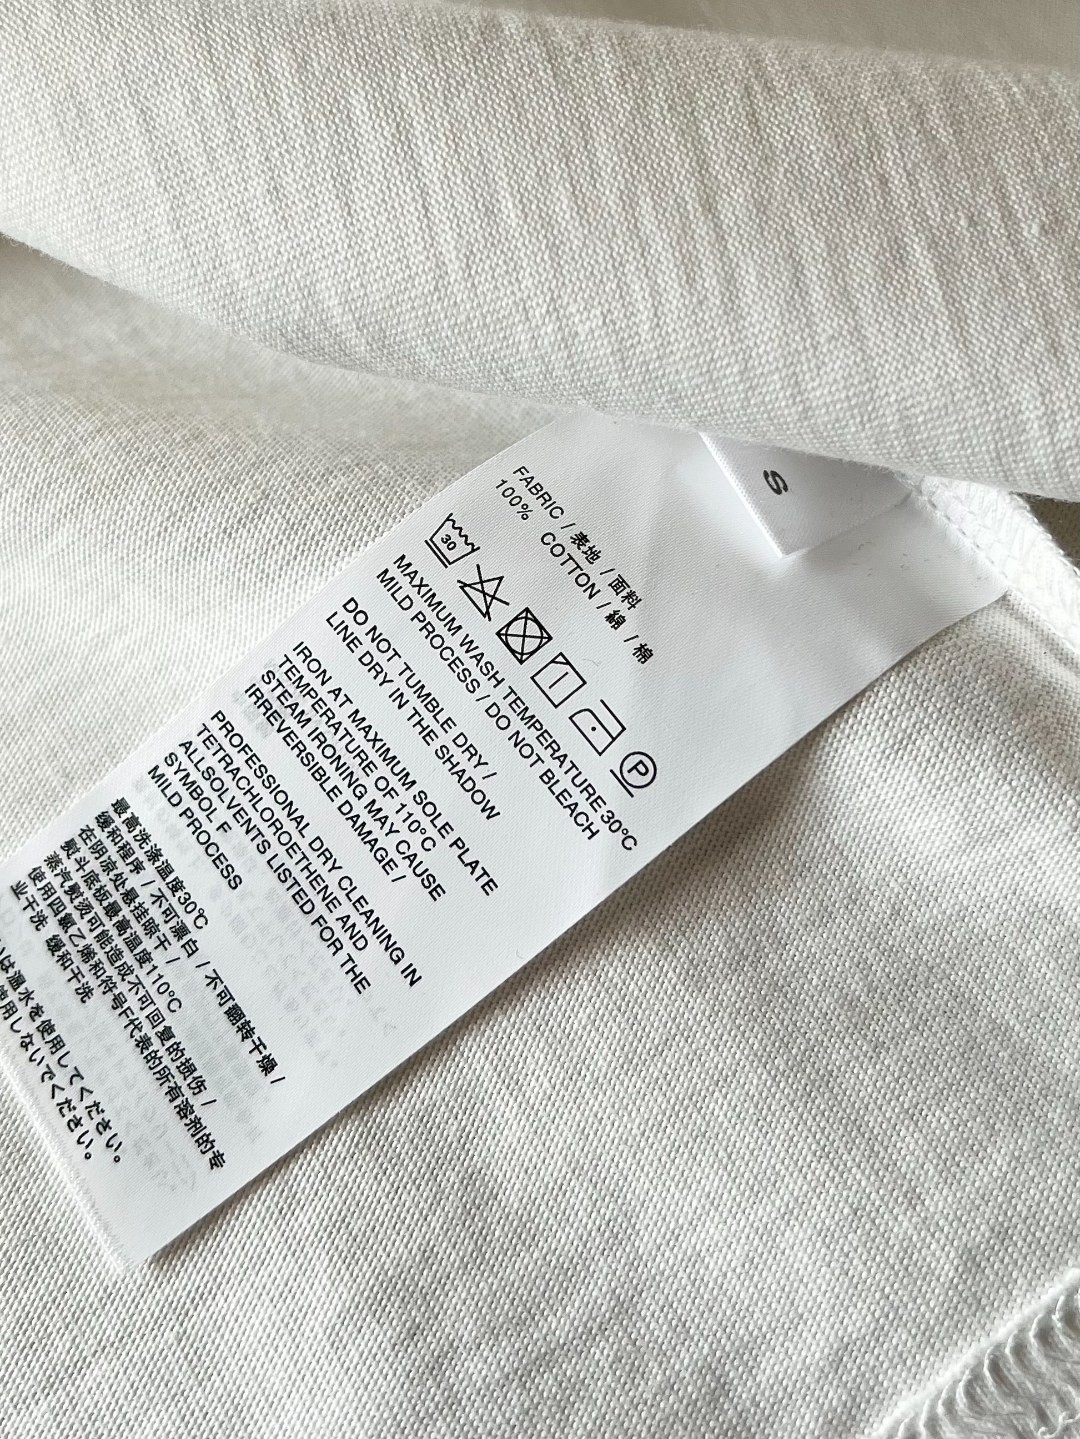 S
FABRIC / 表地 / 面料
100% COTTON / 綿 / 棉
30
P
MAXIMUM WASH TEMPERATURE 30°C
MILD PROCESS / DO NOT BLEACH
DO NOT TUMBLE DRY /
LINE DRY IN THE SHADOW
IRON AT MAXIMUM SOLE PLATE
TEMPERATURE OF 110°C
STEAM IRONING MAY CAUSE
IRREVERSIBLE DAMAGE /
PROFESSIONAL DRY CLEANING IN
TETRACHLOROETHENE AND
ALLSOLVENTS LISTED FOR THE
SYMBOL F
MILD PROCESS
最高洗涤温度30℃
缓和程序 / 不可漂白 / 不可翻转干燥 /
在阴凉处悬挂晾干 /
熨斗底板最高温度110℃
蒸汽熨烫可能造成不可回复的损伤 /
使用四氯乙烯和符号F代表的所有溶剂的专
业干洗 缓和干洗
いは温水を使用してください。
使用しないでください。